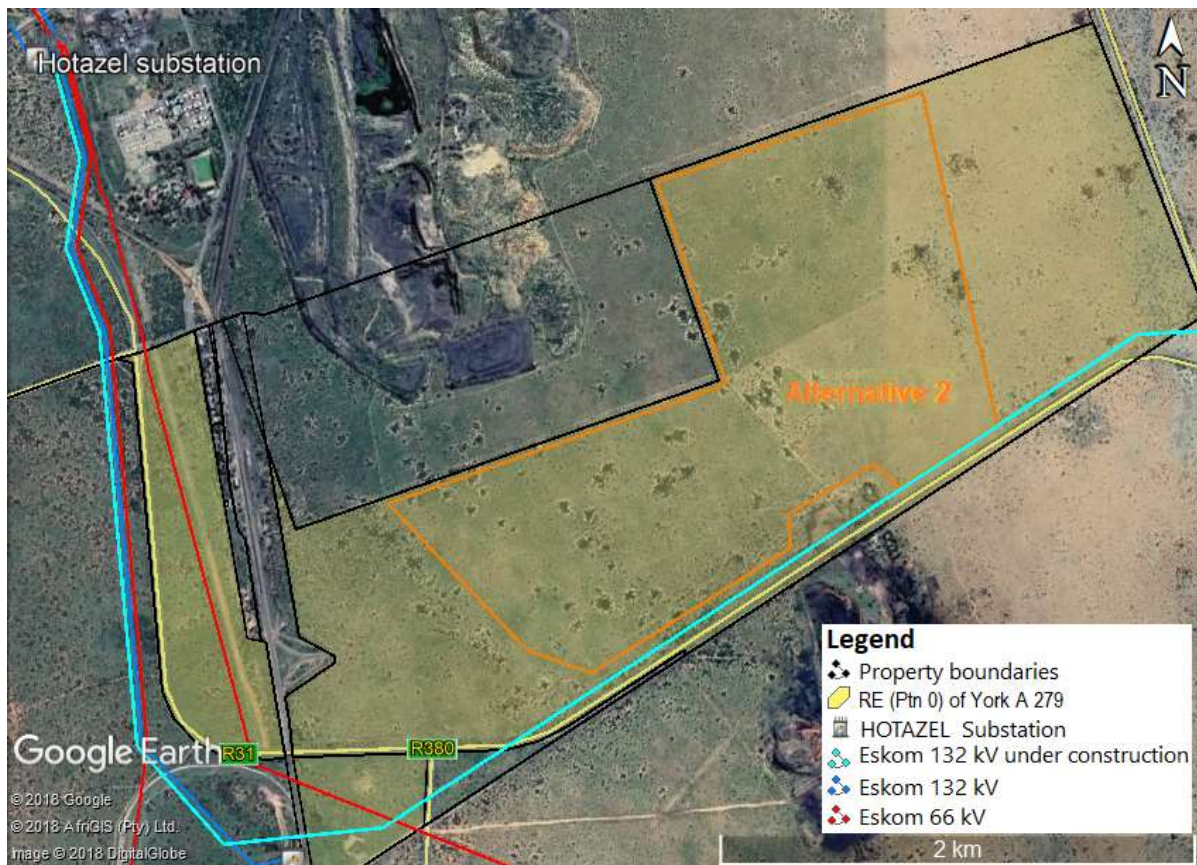 Hotazel substation
N
Alternative 2
Legend
Property boundaries
RE (Ptn 0) of York A 279
HOTAZEL Substation
Eskom 132 kV under construction
Eskom 132 kV
Eskom 66 kV
Google Earth
R31
R380
© 2018 Google
© 2018 AfriGIS (Pty) Ltd.
Image © 2018 DigitalGlobe
2 km